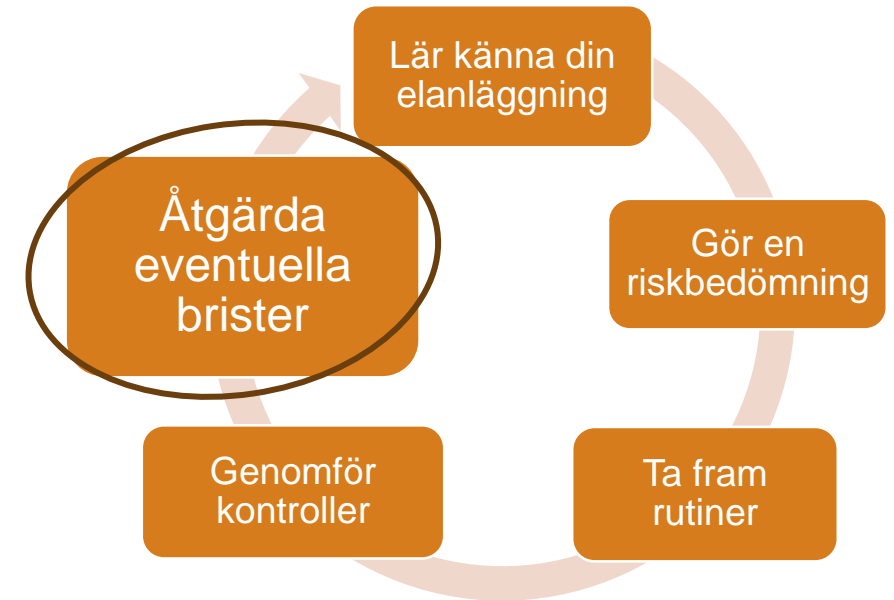 Lär känna din
elanläggning
Gör en
riskbedömning
Ta fram
rutiner
Genomför
kontroller
Åtgärda
eventuella
brister